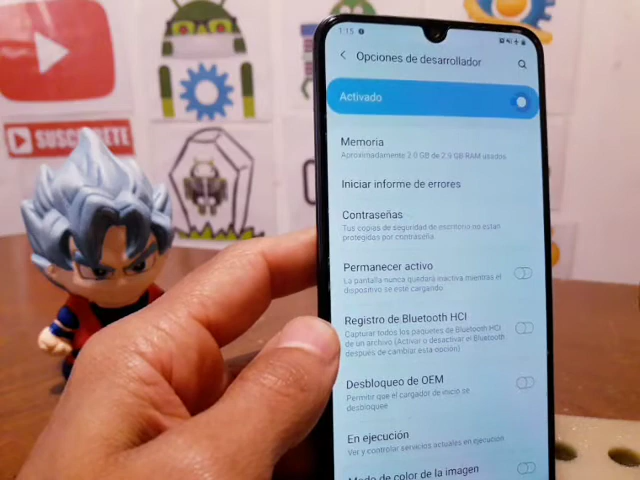 SUSCRÍBETE
1:15
Opciones de desarrollador
Activado
Memoria
Aproximadamente 2.0 GB de 2.9 GB RAM usados
Iniciar informe de errores
Contraseñas
Tus copias de seguridad de escritorio no están
protegidas por contraseña.
Permanecer activo
La pantalla nunca quedará inactiva mientras el
dispositivo se esté cargando
Registro de Bluetooth HCI
Capturar todos los paquetes de Bluetooth HCI
de un archivo (Activar o desactivar el Bluetooth
después de cambiar esta opción)
Desbloqueo de OEM
Permitir que el cargador de inicio se
desbloquee
En ejecución
Ver y controlar servicios actuales en ejecución
Modo de color de la imagen